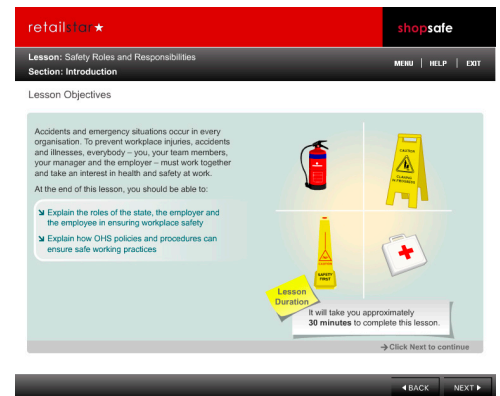 retailstar
shopsafe
Lesson: Safety Roles and Responsibilities
Section: Introduction
MENU | HELP | EXIT
Lesson Objectives
Accidents and emergency situations occur in every
organisation. To prevent workplace injuries, accidents
and illnesses, everybody – you, your team members,
your manager and the employer – must work together
and take an interest in health and safety at work.
At the end of this lesson, you should be able to:
Explain the roles of the state, the employer and
the employee in ensuring workplace safety
Explain how OHS policies and procedures can
ensure safe working practices
CAUTION
CLEANING
IN PROGRESS
SAFETY
FIRST
Lesson
Duration
It will take you approximately
30 minutes to complete this lesson.
Click Next to continue
BACK
NEXT